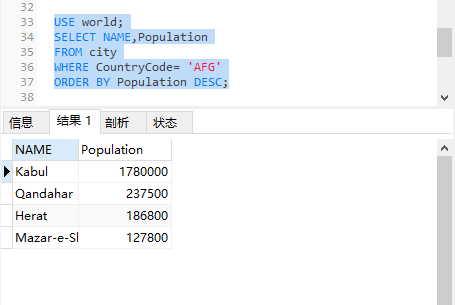 32
33 USE world;
34 SELECT NAME,Population
35 FROM city
36 WHERE CountryCode= 'AFG'
37 ORDER BY Population DESC;
38
信息 结果 1 剖析 状态
NAME Population
Kabul 1780000
Qandahar 237500
Herat 186800
Mazar-e-Sl 127800